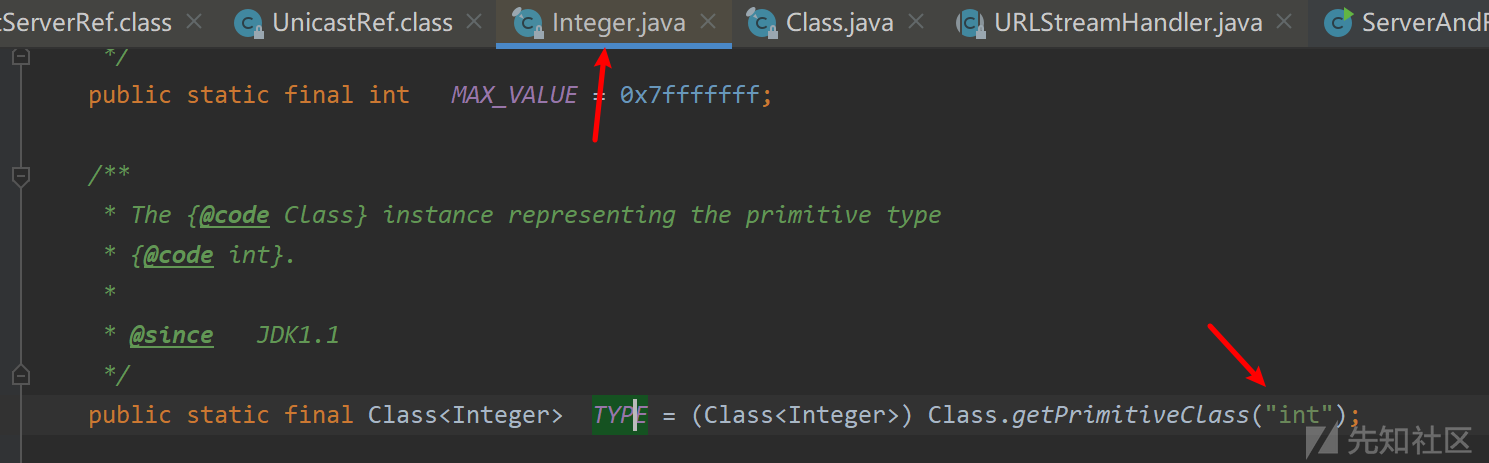 tServerRef.class UnicastRef.class Integer.java Class.java URLStreamHandler.java ServerAndR
*/
public static final int   MAX_VALUE = 0x7fffffff;
/**
* The {@code Class} instance representing the primitive type
* {@code int}.
*
* @since   JDK1.1
*/
public static final Class<Integer>  TYPE = (Class<Integer>) Class.getPrimitiveClass("int");
先知社区